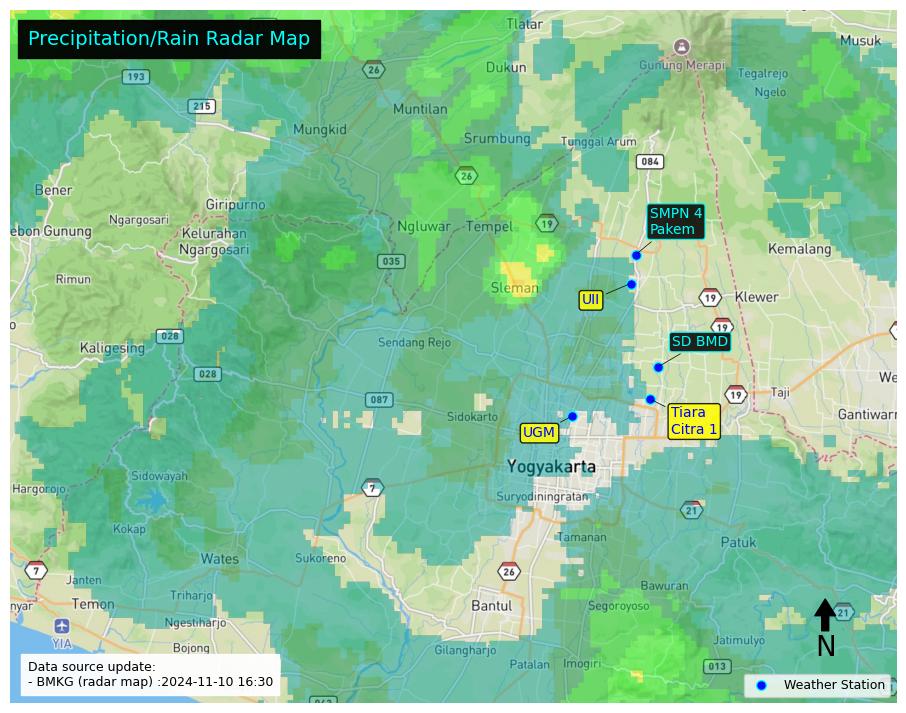 Precipitation/Rain Radar Map
Tlatar
Musuk
26
Gunung Merapi
Dukun
Tegalrejo
Ngelo
193
215
Muntilan
Mungkid
Srumbung
Tunggal Arum
084
26
Bener
Giripurno
Ngargosari
ebon Gunung
Kelurahan
Ngargosari
Ngluwar
Tempel
19
SMPN 4
Pakem
Kemalang
035
Rimun
Sleman
UII
19
Klewer
19
028
Kaligesing
Sendang Rejo
SD BMD
028
087
19
Taji
We
Sidokarto
Tiara
Citra 1
Gantiwarn
UGM
Yogyakarta
Sidowayah
7
Hargorojo
Suryodiningratan
21
Kokap
Tamanan
Patuk
Wates
Sukoreno
7
Janten
26
Bawuran
Triharjo
nyar
Temon
Bantul
Segoroyoso
21
YIA
Ngestiharjo
Jatimulyo
N
Bojong
Gilangharjo
Patalan
Imogiri
013
Data source update:
- BMKG (radar map) :2024-11-10 16:30
Weather Station